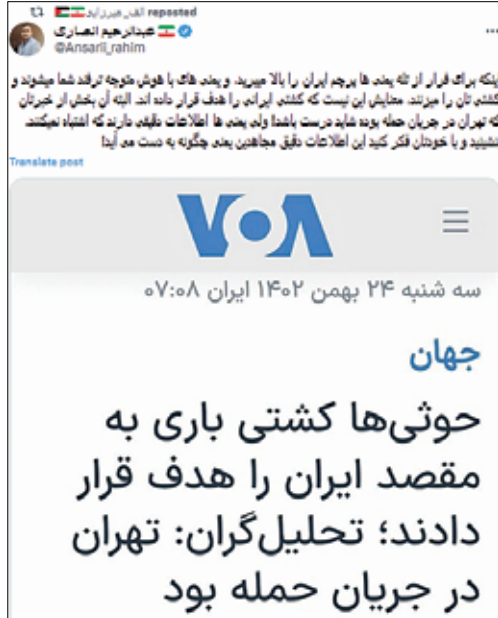 الف_میرزایی reposted
عبدالرحیم انصاری
@Ansarii_rahim
اینکه برای فرار از تله یمنی ها پرچم ایران را بالا میبرید، و یمنی های با هوش متوجه ترفند شما میشوند و
کشتی تان را میزنند. معنایش این نیست که کشتی ایرانی را هدف قرار داده اند. البته آن بخش از خبرتان
که تهران در جریان حمله بوده شاید درست باشد! ولی یمنی ها اطلاعات دقیقی دارند که اشتباه نمیکنند.
بنشینید و با خودتان فکر کنید این اطلاعات دقیق مجاهدین یمنی چگونه به دست می آید!
Translate post
VOA
سه شنبه ۲۴ بهمن ۱۴۰۲ ایران ۰۷:۰۸
جهان
حوثی‌ها کشتی باری به
مقصد ایران را هدف قرار
دادند؛ تحلیل‌گران: تهران
در جریان حمله بود